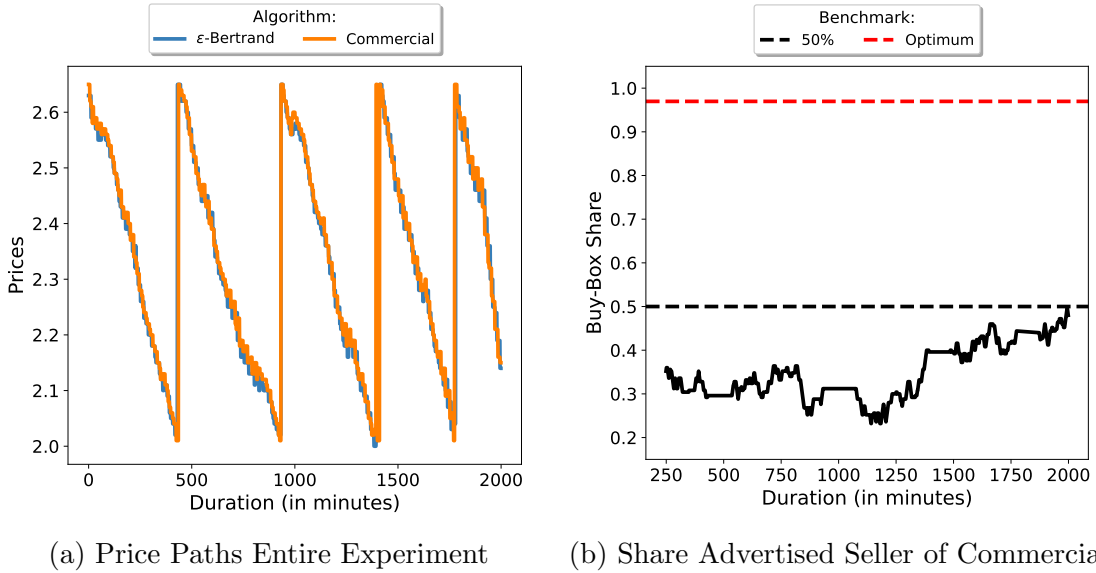 Algorithm:
ε-Bertrand Commercial
2.6
2.5
2.4
2.3
2.2
2.1
2.0
Prices
0 500 1000 1500 2000
Duration (in minutes)
(a) Price Paths Entire Experiment
Benchmark:
50% Optimum
1.0
0.9
0.8
0.7
0.6
0.5
0.4
0.3
0.2
Buy-Box Share
250 500 750 1000 1250 1500 1750 2000
Duration (in minutes)
(b) Share Advertised Seller of Commercia